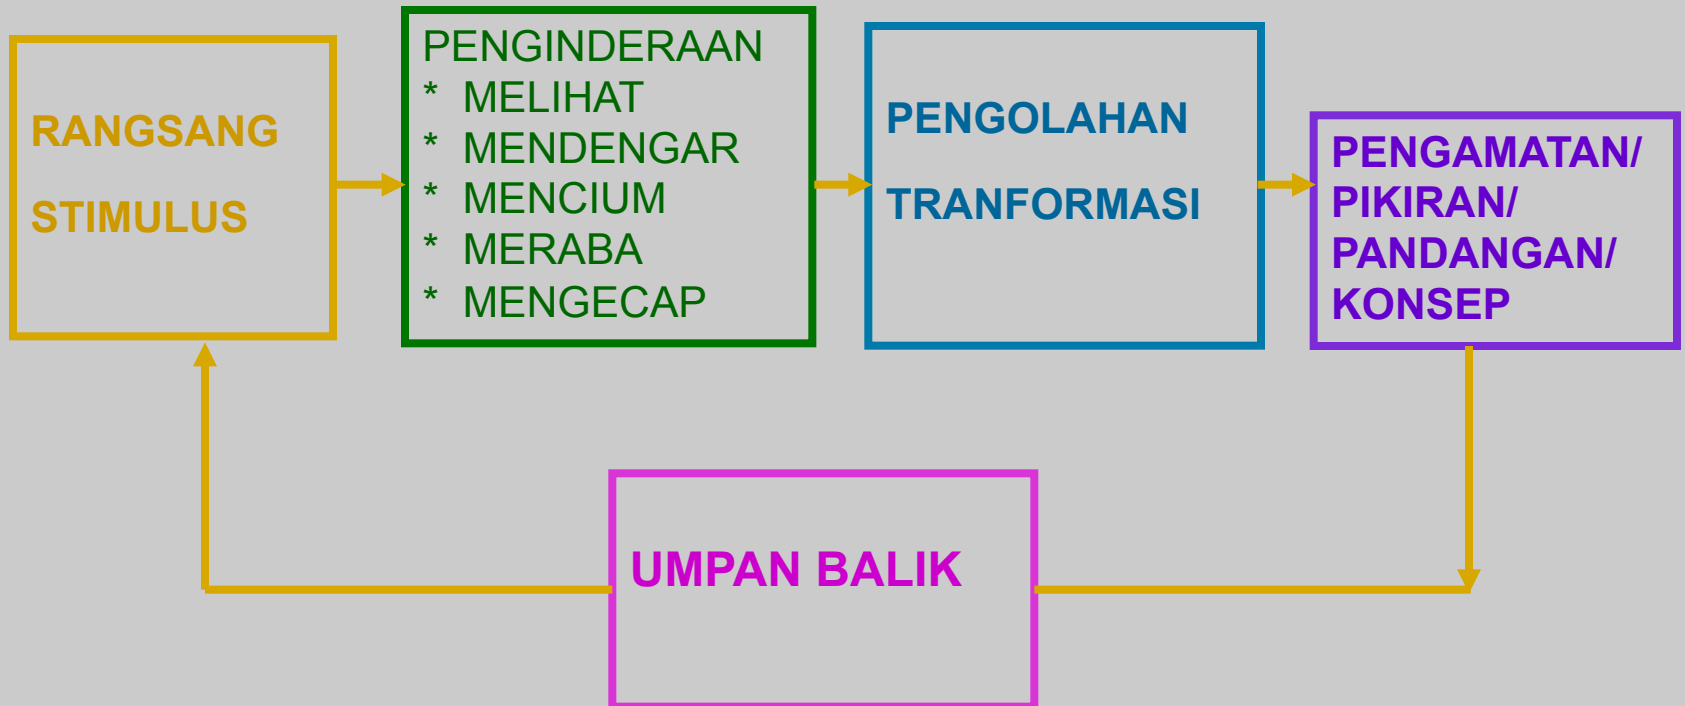 RANGSANG
STIMULUS
PENGINDERAAN
* MELIHAT
* MENDENGAR
* MENCIUM
* MERABA
* MENGECAP
PENGOLAHAN
TRANFORMASI
PENGAMATAN/
PIKIRAN/
PANDANGAN/
KONSEP
UMPAN BALIK